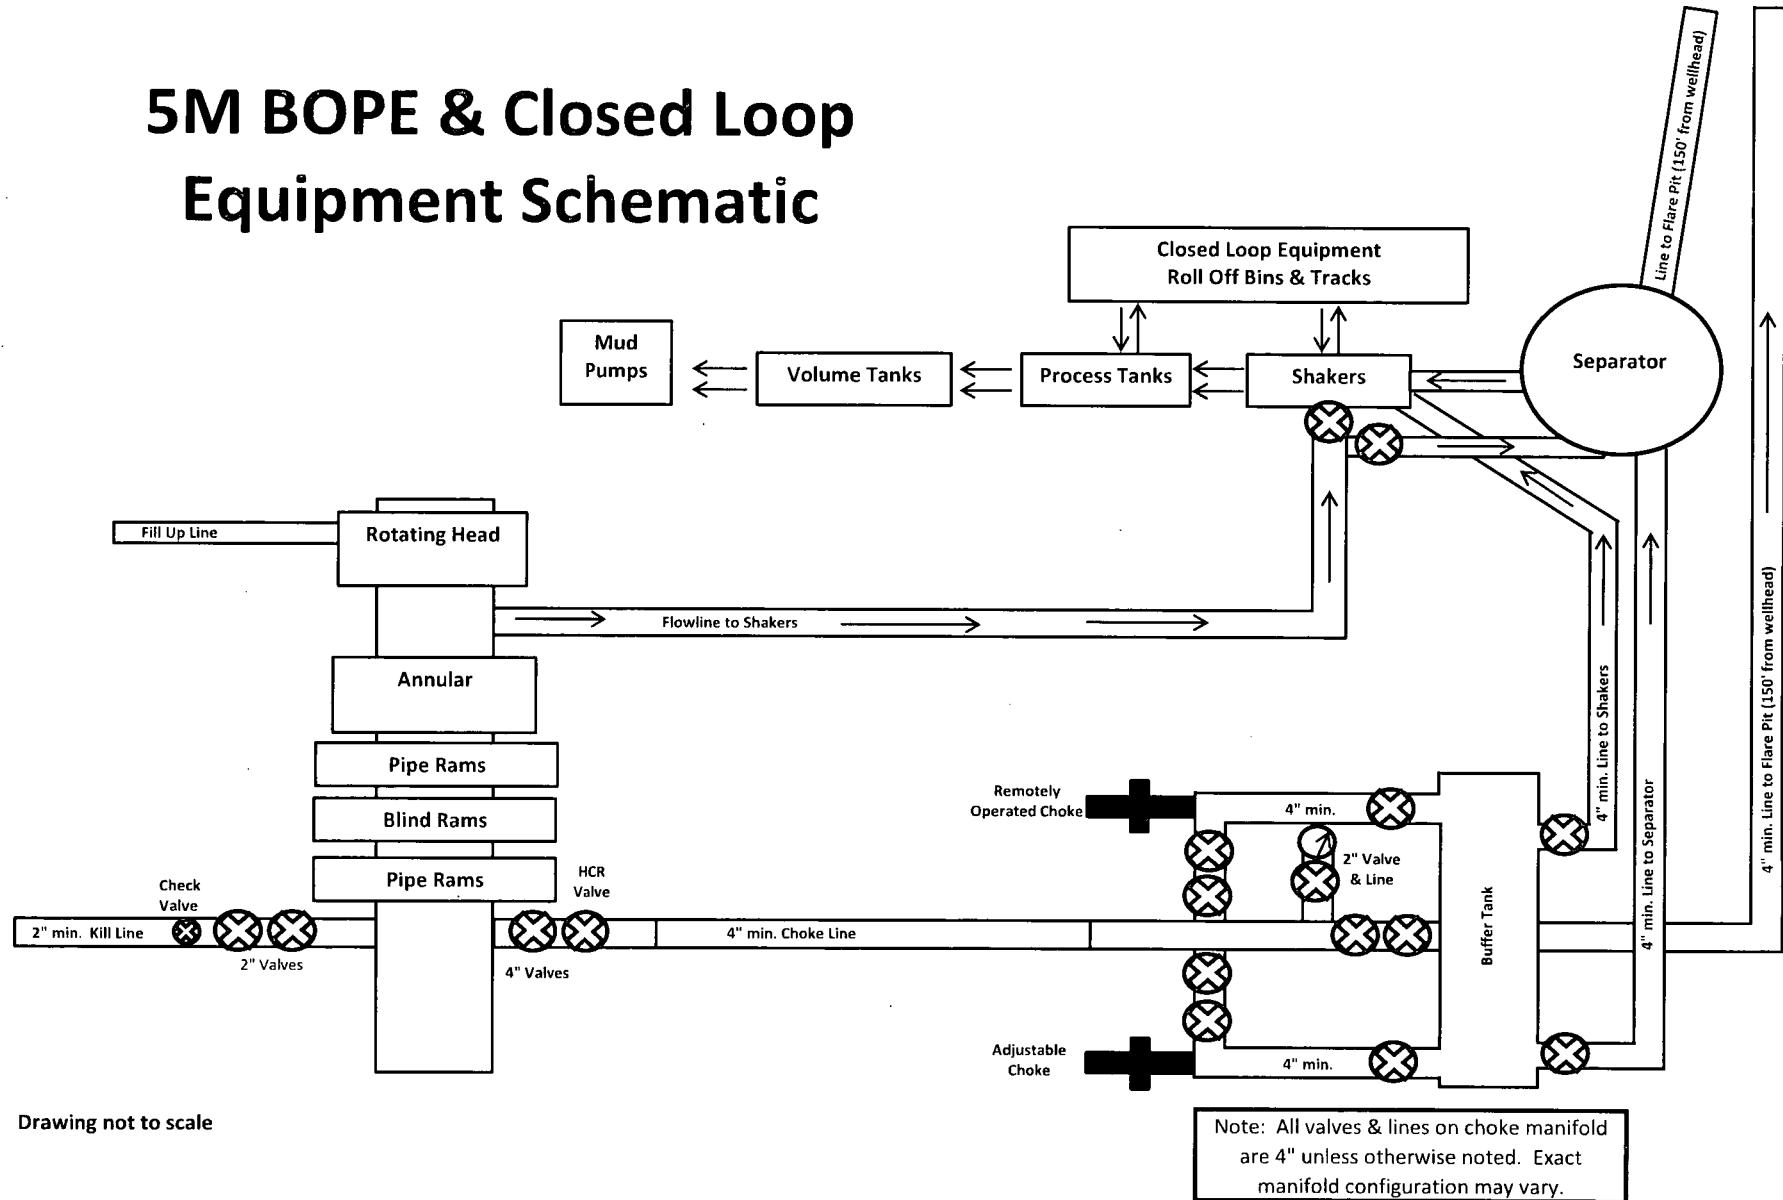 5M BOPE & Closed Loop
Equipment Schematic
Line to Flare Pit (150' from wellhead)
Closed Loop Equipment
Roll Off Bins & Tracks
Mud
Pumps
Volume Tanks
Process Tanks
Shakers
Separator
Fill Up Line
Rotating Head
Flowline to Shakers
Annular
Pipe Rams
Blind Rams
Pipe Rams
Check
Valve
HCR
Valve
2" min. Kill Line
2" Valves
4" Valves
4" min. Choke Line
Remotely
Operated Choke
4" min.
2" Valve
& Line
Adjustable
Choke
4" min.
Buffer Tank
4" min. Line to Shakers
4" min. Line to Separator
4" min. Line to Flare Pit (150' from wellhead)
Drawing not to scale
Note: All valves & lines on choke manifold
are 4" unless otherwise noted. Exact
manifold configuration may vary.